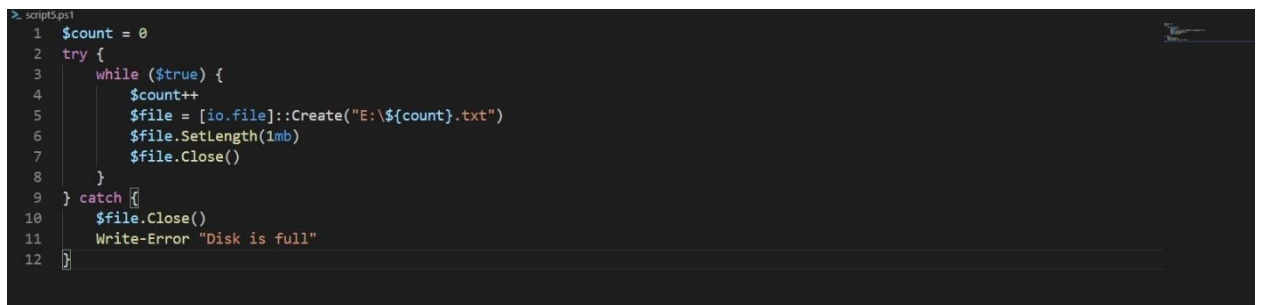 script5.ps1
1 $count = 0
2 try {
3 while ($true) {
4 $count++
5 $file = [io.file]::Create("E:\${count}.txt")
6 $file.SetLength(1mb)
7 $file.Close()
8 }
9 } catch {
10 $file.Close()
11 Write-Error "Disk is full"
12 }